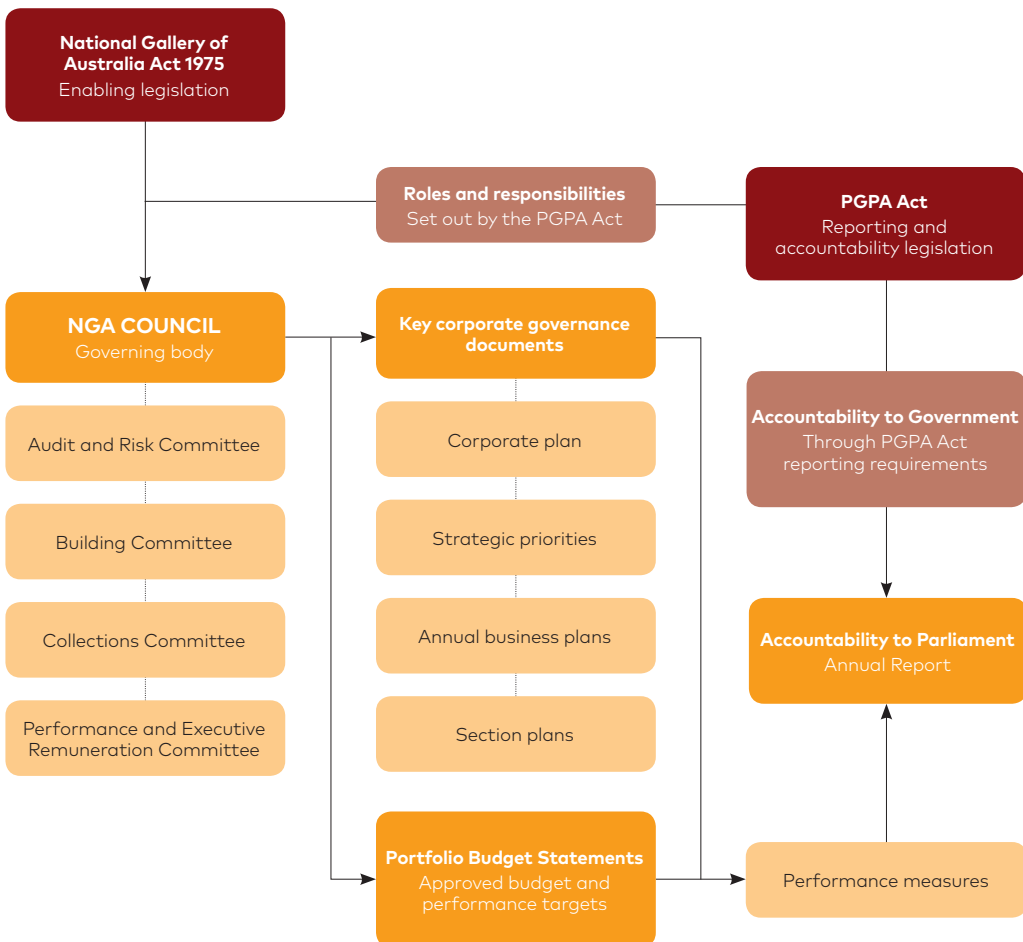 National Gallery of
Australia Act 1975
Enabling legislation
Roles and responsibilities
Set out by the PGPA Act
PGPA Act
Reporting and
accountability legislation
NGA COUNCIL
Governing body
Audit and Risk Committee
Building Committee
Collections Committee
Performance and Executive
Remuneration Committee
Key corporate governance
documents
Corporate plan
Strategic priorities
Annual business plans
Section plans
Portfolio Budget Statements
Approved budget and
performance targets
Accountability to Government
Through PGPA Act
reporting requirements
Accountability to Parliament
Annual Report
Performance measures